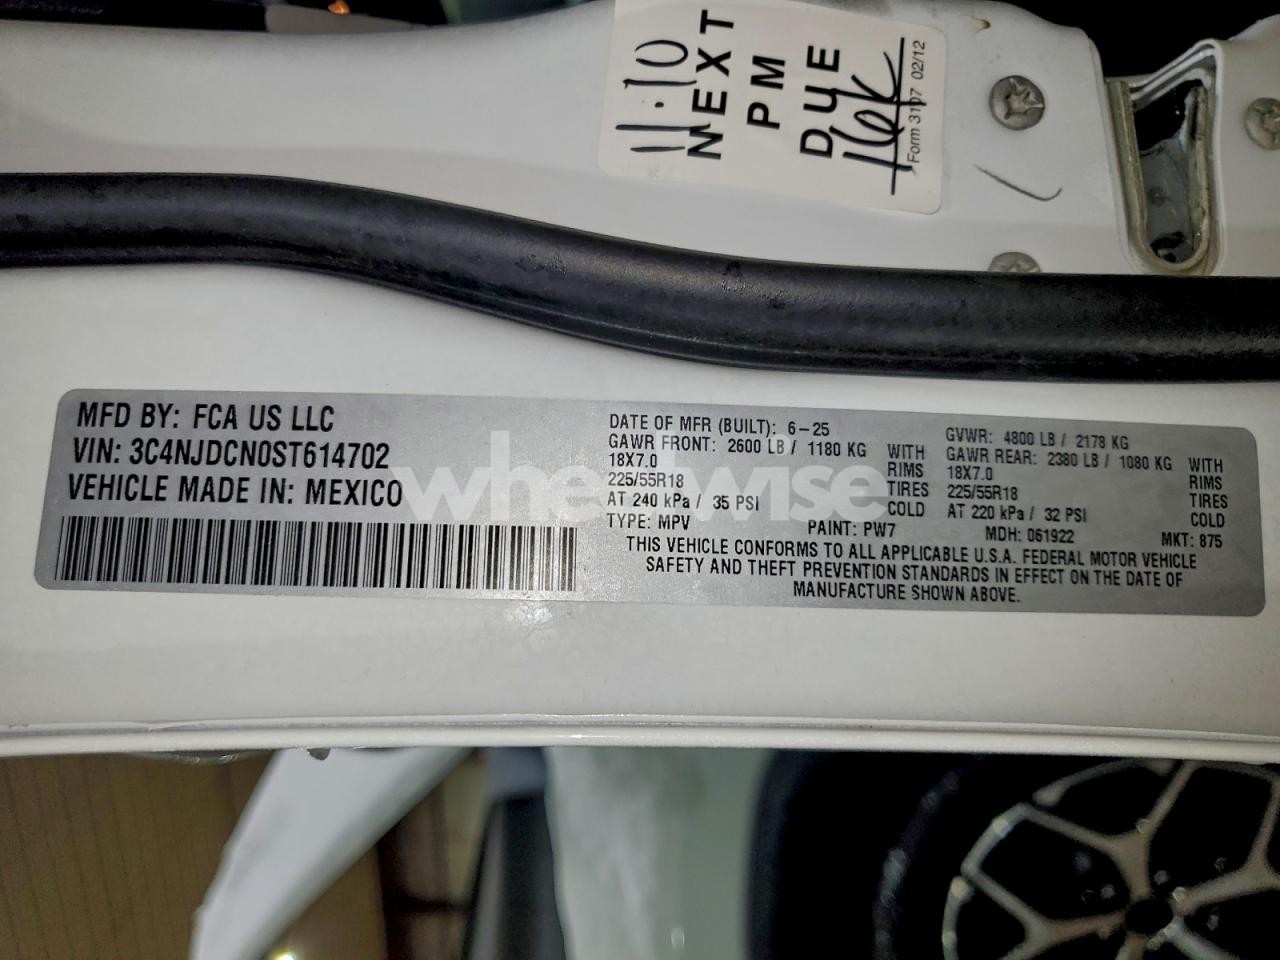 11.10
NEXT
PM
DUE
16k
Form 3107 02/12
MFD BY: FCA US LLC
VIN: 3C4NJDCN0ST614702
VEHICLE MADE IN: MEXICO
DATE OF MFR (BUILT): 6-25
GAWR FRONT: 2600 LB / 1180 KG WITH
18X7.0 RIMS
225/55R18 TIRES
AT 240 kPa / 35 PSI COLD
GVWR: 4800 LB / 2178 KG
GAWR REAR: 2380 LB / 1080 KG WITH
18X7.0 RIMS
225/55R18 TIRES
AT 220 kPa / 32 PSI COLD
TYPE: MPV PAINT: PW7 MDH: 061922 MKT: 875
THIS VEHICLE CONFORMS TO ALL APPLICABLE U.S.A. FEDERAL MOTOR VEHICLE
SAFETY AND THEFT PREVENTION STANDARDS IN EFFECT ON THE DATE OF
MANUFACTURE SHOWN ABOVE.
wheelwise